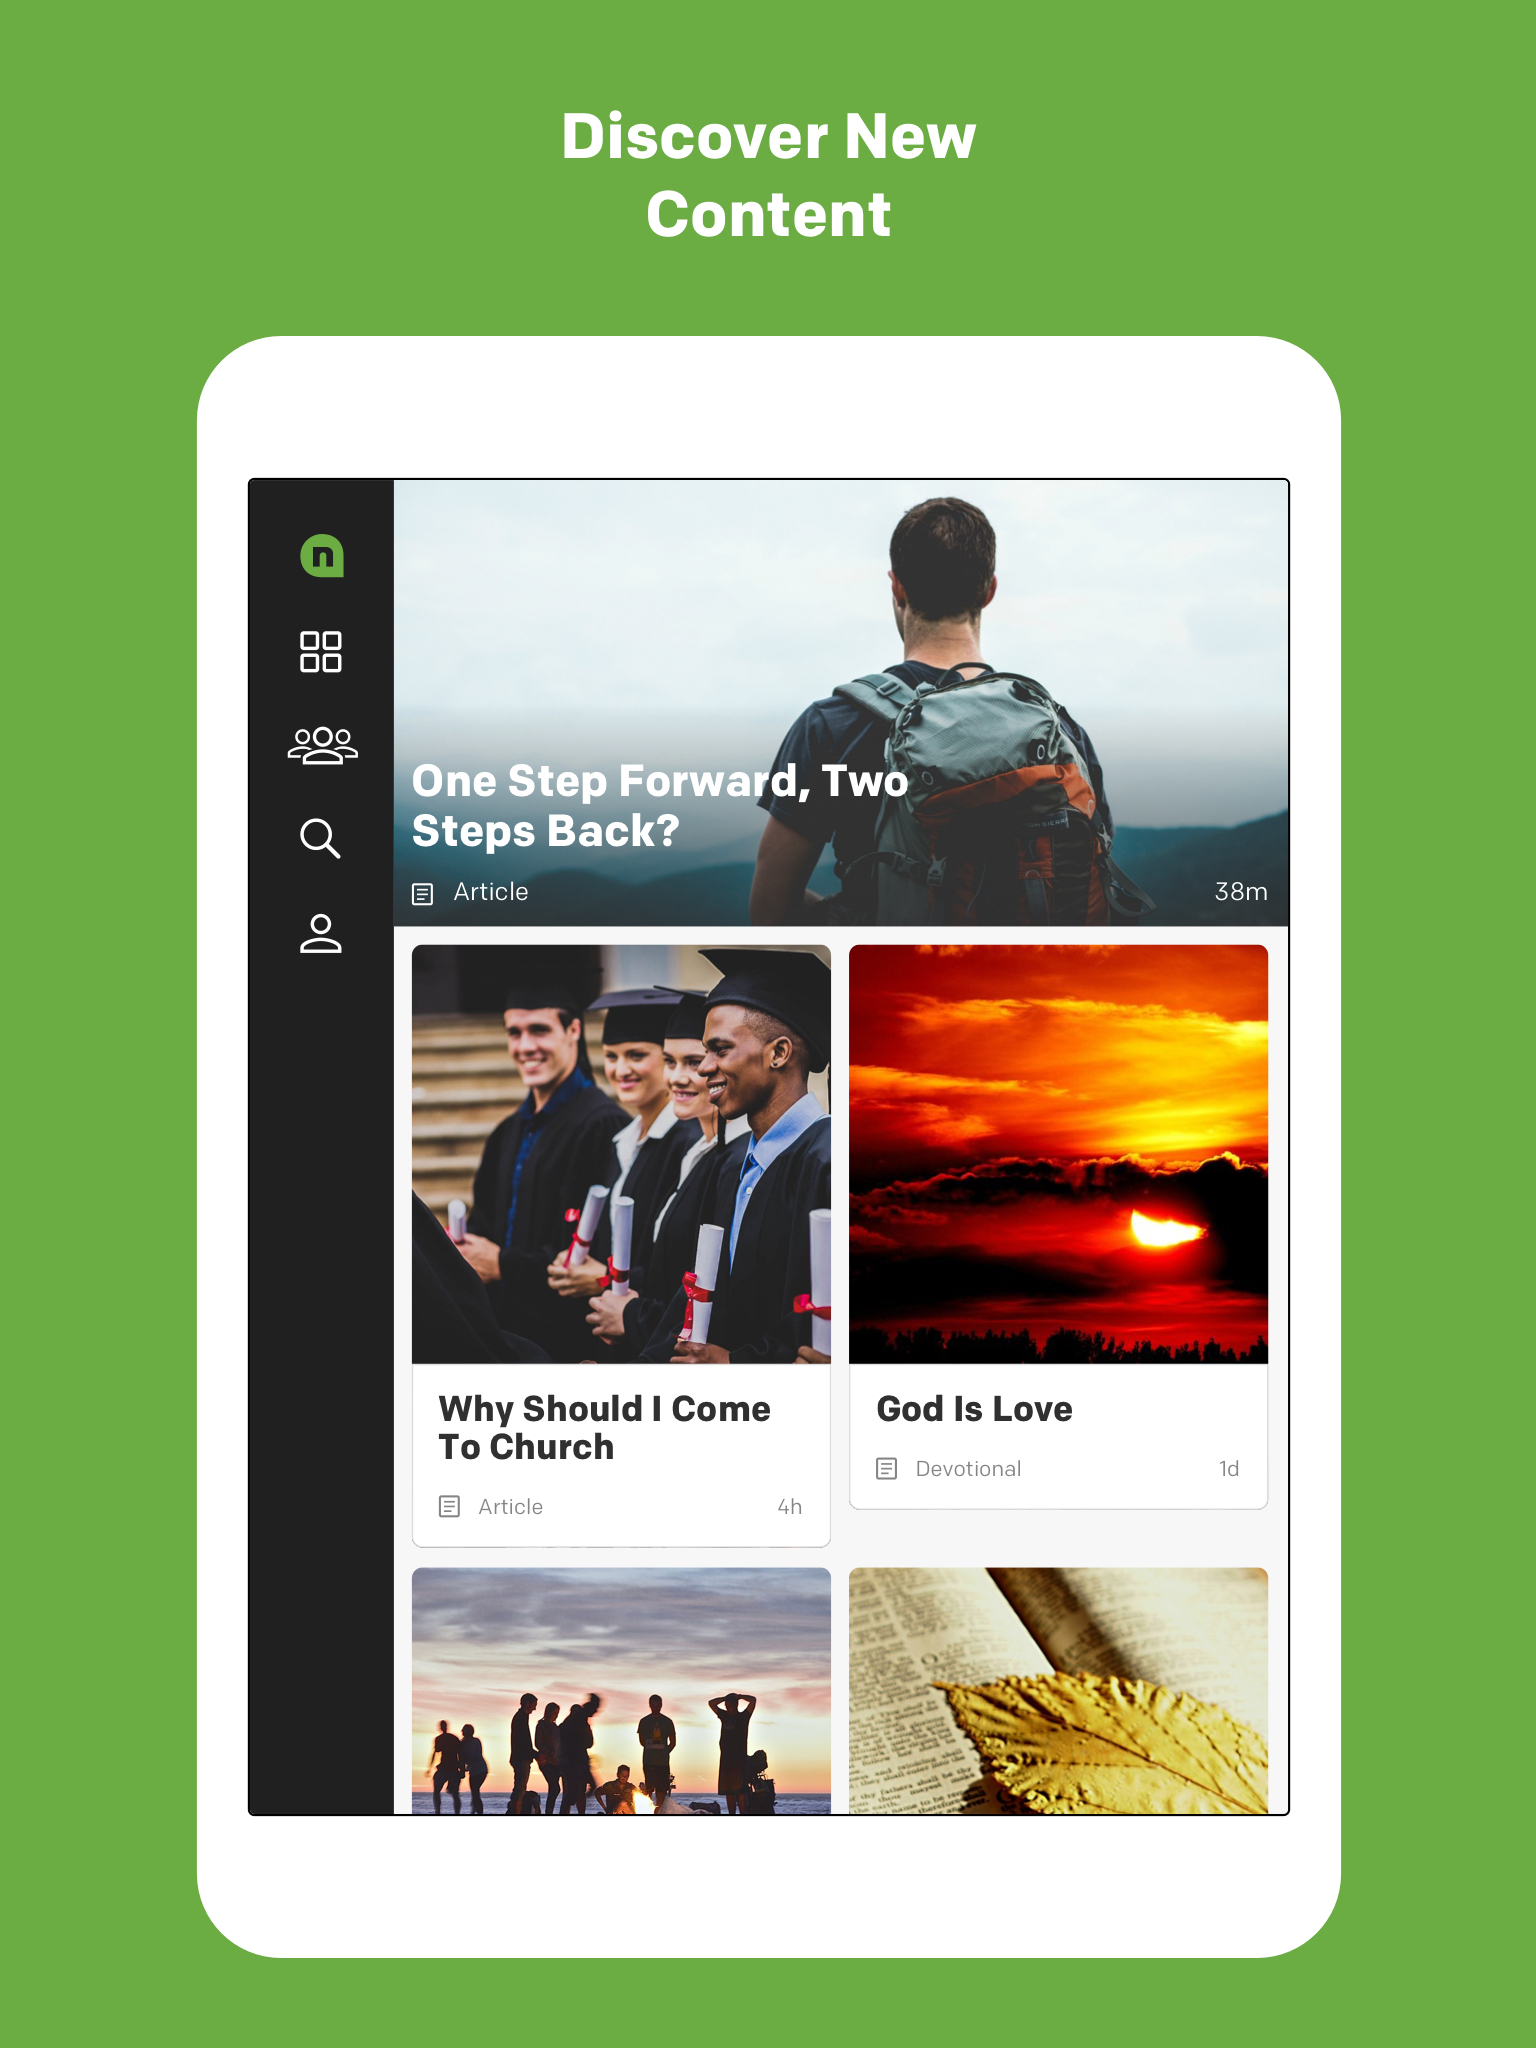 Discover New
Content
n
One Step Forward, Two
Steps Back?
Article
38m
Why Should I Come
To Church
Article
4h
God Is Love
Devotional
1d